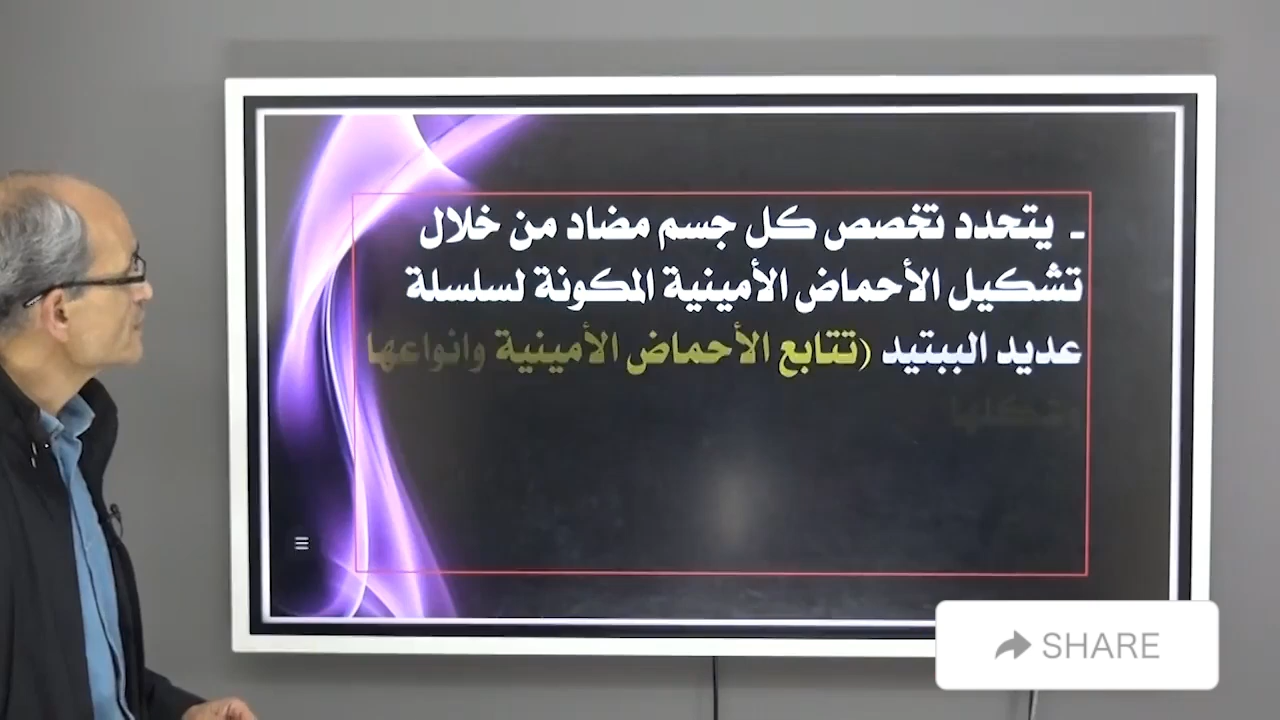 ـ يتحدد تخصص كل جسم مضاد من خلال
تشكيل الأحماض الأمينية المكونة لسلسلة
عديد الببتيد (تتابع الأحماض الأمينية وانواعها
SHARE